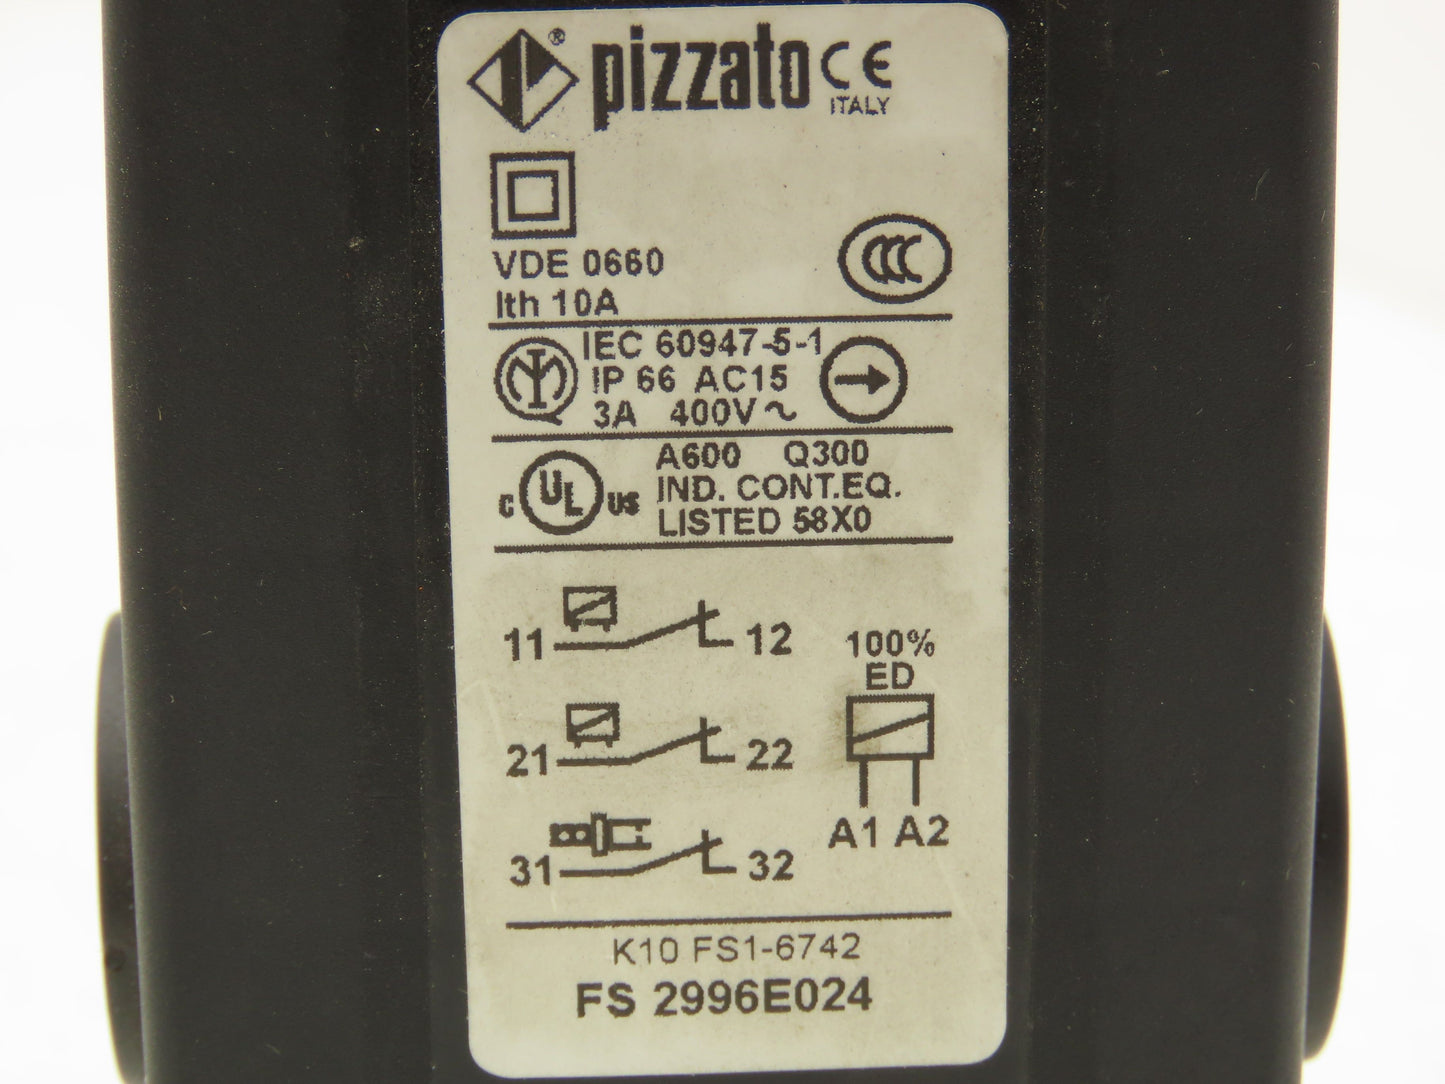 ® pizzato CE
ITALY
VDE 0660
Ith 10A
CCC
IEC 60947-5-1
IP 66 AC15
3A 400V ~
A600 Q300
C UL US
IND. CONT.EQ.
LISTED 58X0
11 12
100%
ED
21 22
A1 A2
31 32
K10 FS1-6742
FS 2996E024